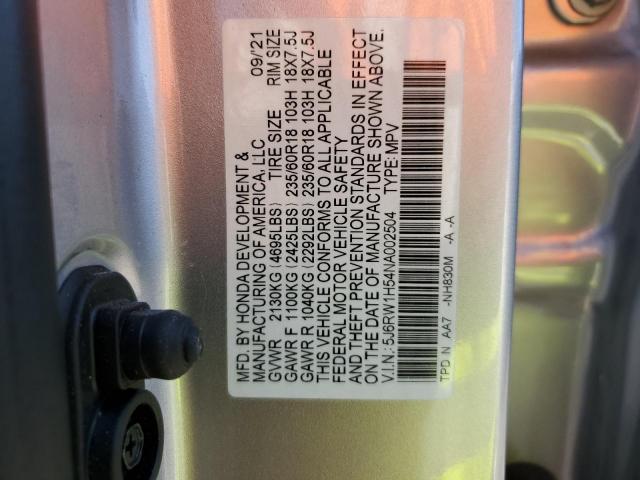 MFD. BY HONDA DEVELOPMENT &
MANUFACTURING OF AMERICA, LLC 09/'21
GVWR 2130KG (4695LBS) TIRE SIZE RIM SIZE
GAWR F 1100KG (2425LBS) 235/60R18 103H 18X7.5J
GAWR R 1040KG (2292LBS) 235/60R18 103H 18X7.5J
THIS VEHICLE CONFORMS TO ALL APPLICABLE
FEDERAL MOTOR VEHICLE SAFETY
AND THEFT PREVENTION STANDARDS IN EFFECT
ON THE DATE OF MANUFACTURE SHOWN ABOVE.
V.I.N.: 5J6RW1H54NA002504 TYPE: MPV
TPD N AA7 -NH830M -A -A